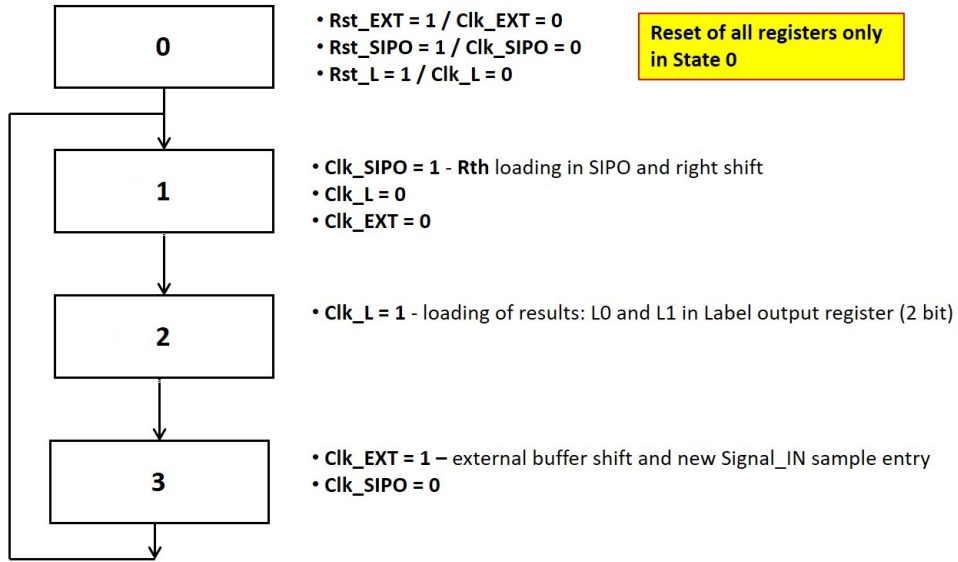 0
• Rst_EXT = 1 / Clk_EXT = 0
• Rst_SIPO = 1 / Clk_SIPO = 0
• Rst_L = 1 / Clk_L = 0
Reset of all registers only
in State 0
1
• Clk_SIPO = 1 - Rth loading in SIPO and right shift
• Clk_L = 0
• Clk_EXT = 0
2
• Clk_L = 1 - loading of results: L0 and L1 in Label output register (2 bit)
3
• Clk_EXT = 1 – external buffer shift and new Signal_IN sample entry
• Clk_SIPO = 0